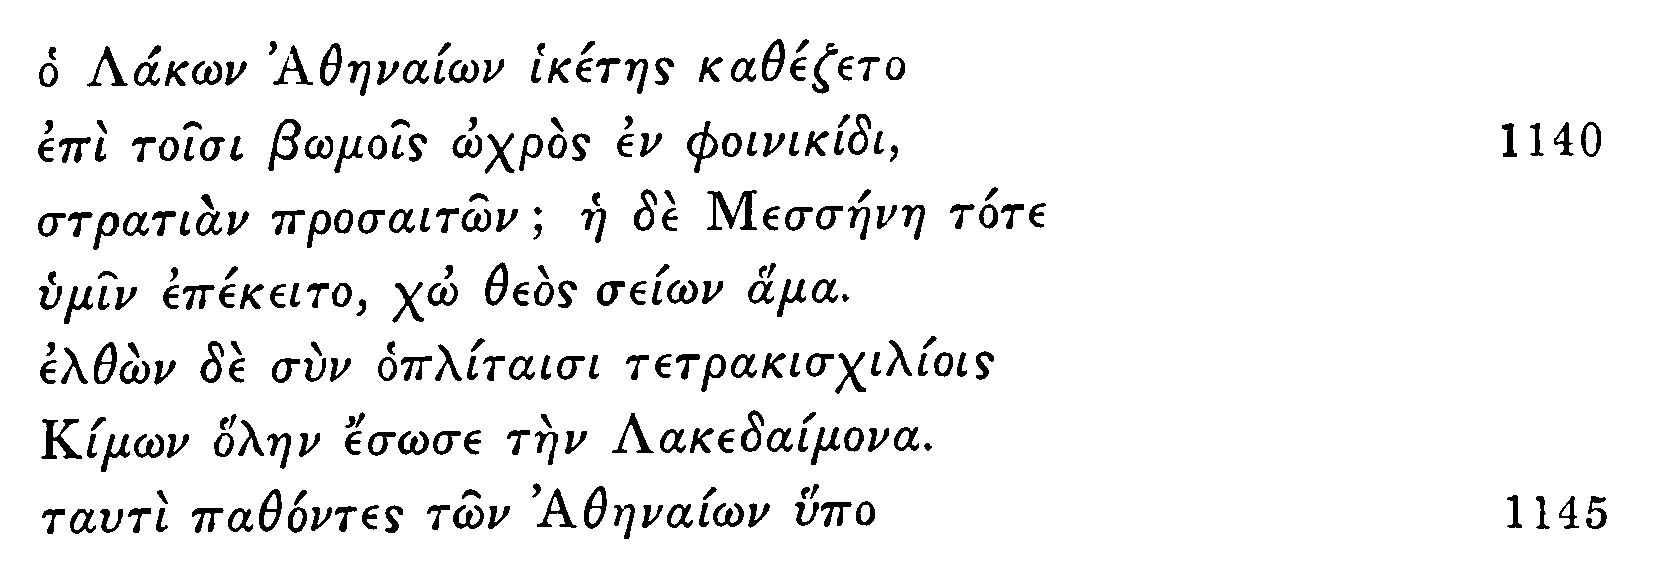 ὁ Λάκων Ἀθηναίων ἱκέτης καθέζετο
ἐπὶ τοῖσι βωμοῖς ὠχρὸς ἐν φοινικίδι, 1140
στρατιὰν προσαιτῶν; ἡ δὲ Μεσσήνη τότε
ὑμῖν ἐπέκειτο, χὠ θεὸς σείων ἅμα.
ἐλθὼν δὲ σὺν ὁπλίταισι τετρακισχιλίοις
Κίμων ὅλην ἔσωσε τὴν Λακεδαίμονα.
ταυτὶ παθόντες τῶν Ἀθηναίων ὕπο 1145